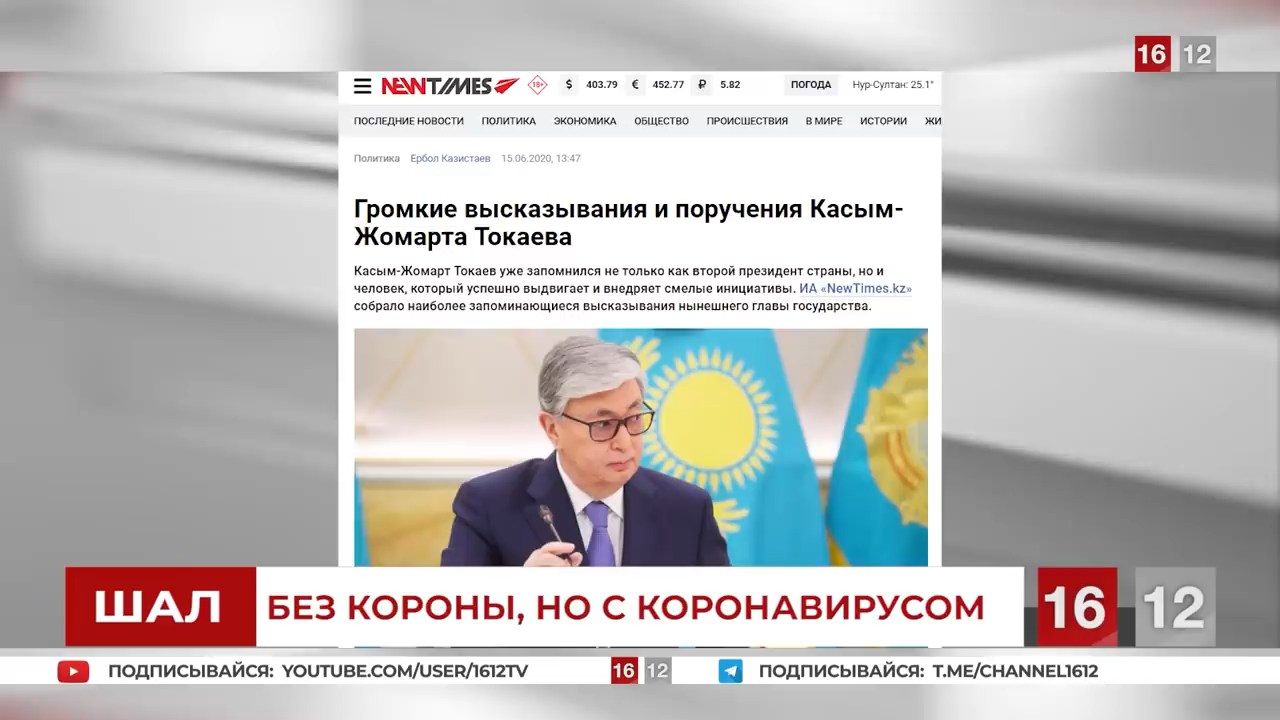 16 12
NEWTIMES 18+ $ 403.79 € 452.77 ₽ 5.82 ПОГОДА Нур-Султан: 25.1°
ПОСЛЕДНИЕ НОВОСТИ ПОЛИТИКА ЭКОНОМИКА ОБЩЕСТВО ПРОИСШЕСТВИЯ В МИРЕ ИСТОРИИ ЖИ
Политика Ербол Казистаев 15.06.2020, 13:47
Громкие высказывания и поручения Касым-
Жомарта Токаева
Касым-Жомарт Токаев уже запомнился не только как второй президент страны, но и
человек, который успешно выдвигает и внедряет смелые инициативы. ИА «NewTimes.kz»
собрало наиболее запоминающиеся высказывания нынешнего главы государства.
ШАЛ БЕЗ КОРОНЫ, НО С КОРОНАВИРУСОМ 16 12
ПОДПИСЫВАЙСЯ: YOUTUBE.COM/USER/1612TV 16 12 ПОДПИСЫВАЙСЯ: T.ME/CHANNEL1612